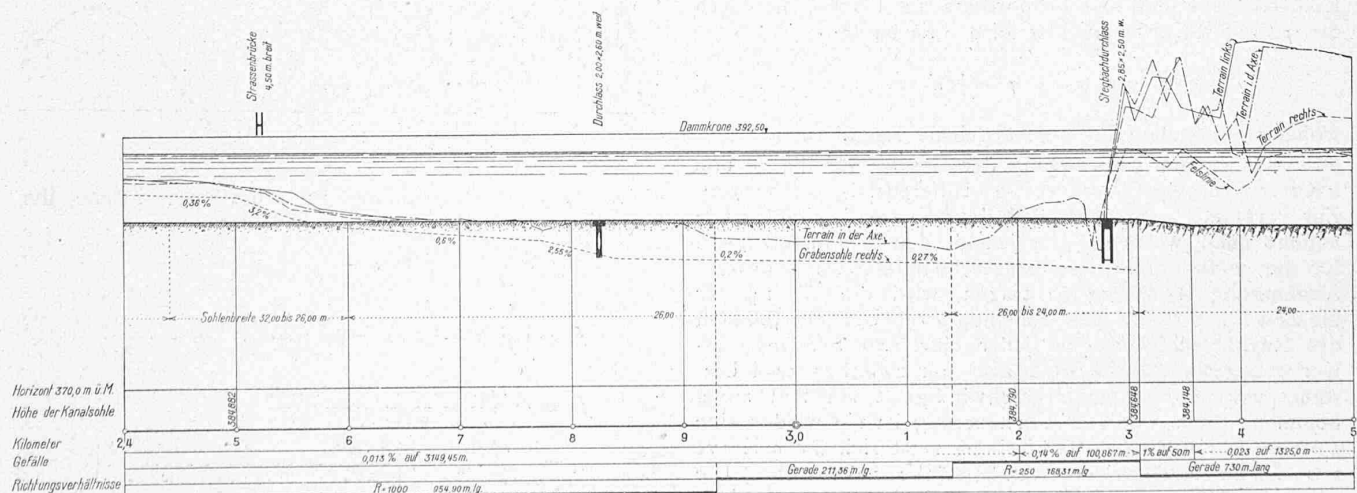 Strassenbrücke
4,50 m. breit
Durchlass 2,00×2,60 m. weit
Stegbachdurchlass
2,85×2,50 m. w.
Terrain links
Terrain i.d. Axe
Terrain rechts
Felslinie
Dammkrone 392,50
0,36 %
3,2 %
0,6 %
2,55 %
Terrain in der Axe
Grabensohle rechts
0,2 %
0,27 %
Sohlenbreite 32,00 bis 26,00 m.
26,00
26,00 bis 24,00 m.
24,00
Horizont 370,0 m ü. M.
Höhe der Kanalsohle
384,882
384,790
384,648
384,148
Kilometer 2,4 5 6 7 8 9 3,0 1 2 3 4 5
Gefälle 0,013 % auf 3149,45 m. 0,14 % auf 100,867 m 1 % auf 50 m 0,023 auf 1325,0 m
Richtungsverhältnisse R=1000 954,90 m. lg. Gerade 211,36 m. lg. R=250 168,31 m lg Gerade 730 m. lang